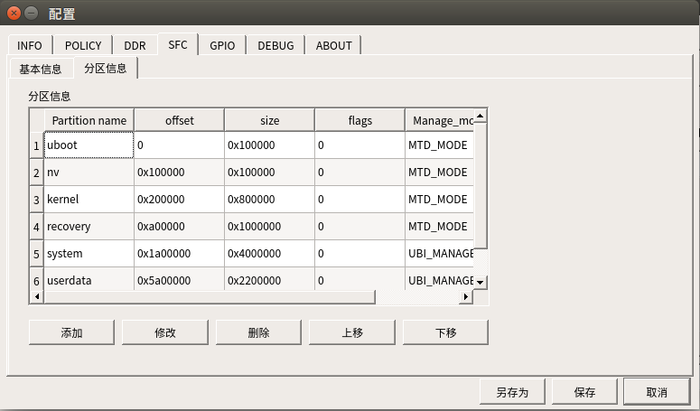 配置
INFO POLICY DDR SFC GPIO DEBUG ABOUT
基本信息 分区信息
分区信息
Partition name offset size flags Manage_mo
1 uboot 0 0x100000 0 MTD_MODE
2 nv 0x100000 0x100000 0 MTD_MODE
3 kernel 0x200000 0x800000 0 MTD_MODE
4 recovery 0xa00000 0x1000000 0 MTD_MODE
5 system 0x1a00000 0x4000000 0 UBI_MANAGE
6 userdata 0x5a00000 0x2200000 0 UBI_MANAGE
添加 修改 删除 上移 下移
另存为 保存 取消